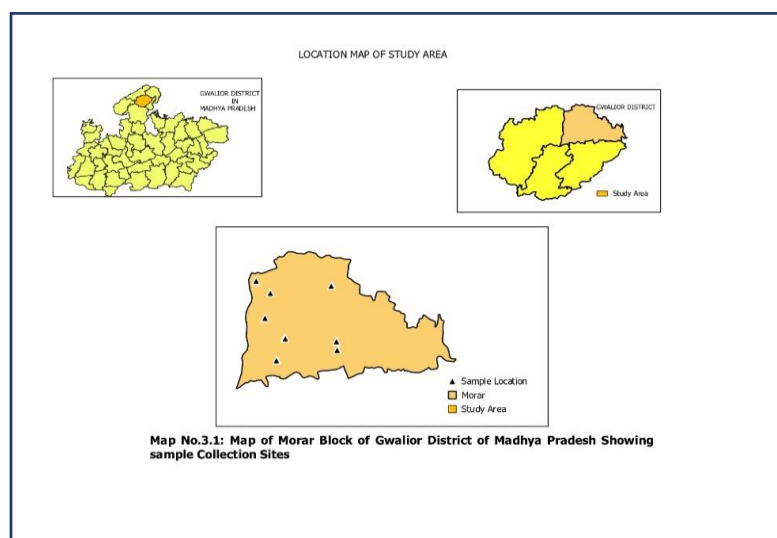 LOCATION MAP OF STUDY AREA
GWALIOR DISTRICT
IN
MADHYA PRADESH
GWALIOR DISTRICT
Study Area
Sample Location
Morar
Study Area
Map No.3.1: Map of Morar Block of Gwalior District of Madhya Pradesh Showing
sample Collection Sites